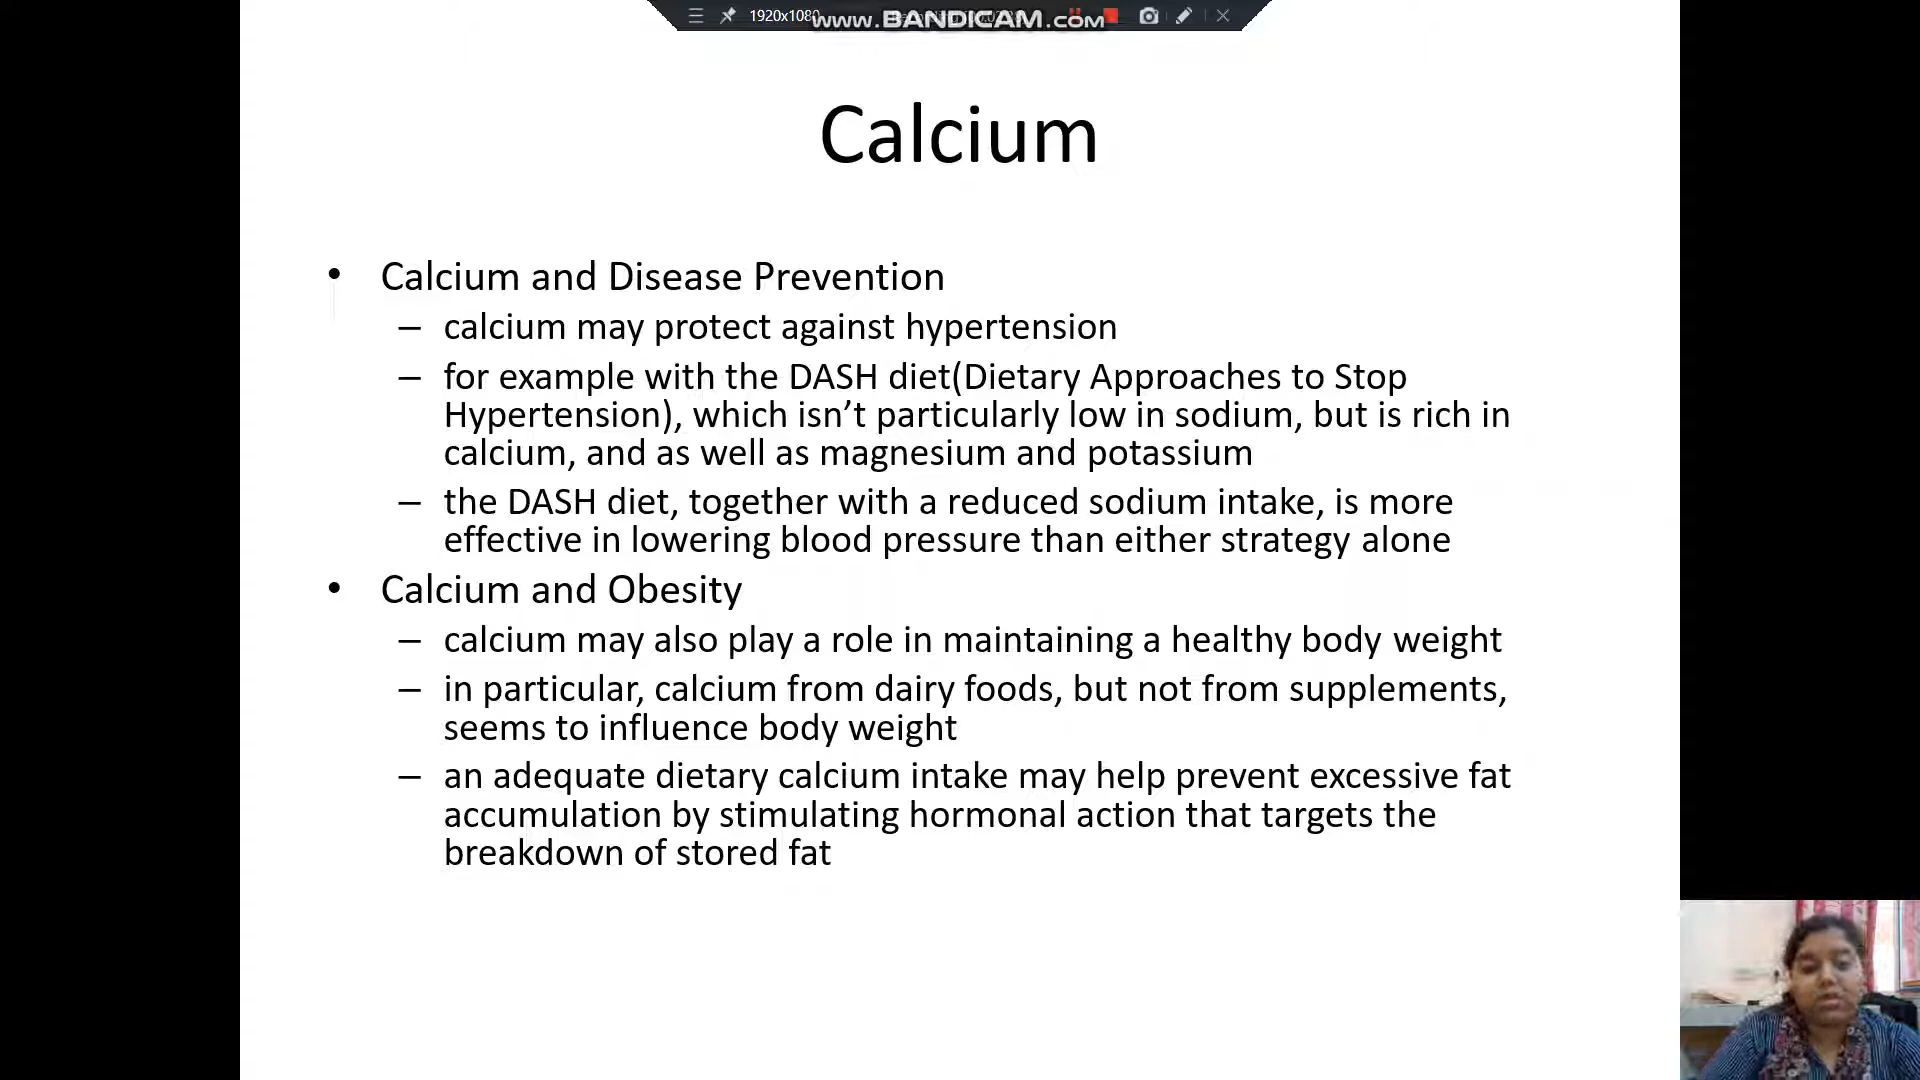 1920x1080
www.BANDICAM.com
Calcium
• Calcium and Disease Prevention
– calcium may protect against hypertension
– for example with the DASH diet(Dietary Approaches to Stop
Hypertension), which isn’t particularly low in sodium, but is rich in
calcium, and as well as magnesium and potassium
– the DASH diet, together with a reduced sodium intake, is more
effective in lowering blood pressure than either strategy alone
• Calcium and Obesity
– calcium may also play a role in maintaining a healthy body weight
– in particular, calcium from dairy foods, but not from supplements,
seems to influence body weight
– an adequate dietary calcium intake may help prevent excessive fat
accumulation by stimulating hormonal action that targets the
breakdown of stored fat